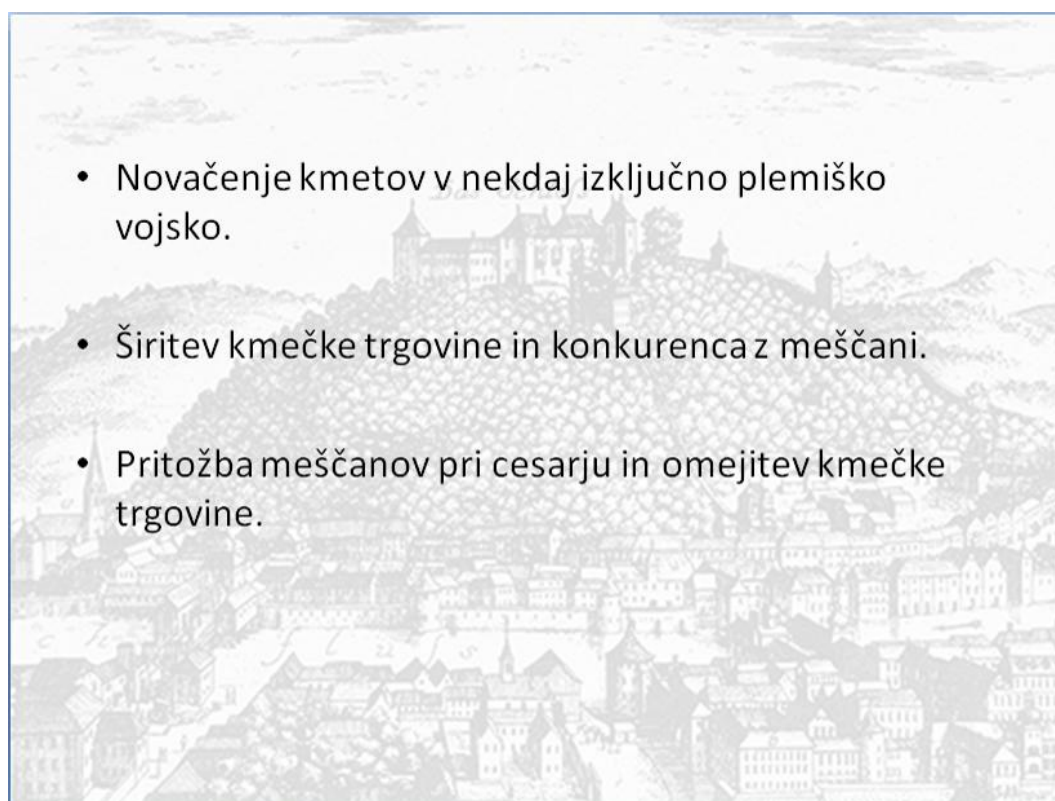 • Novačenje kmetov v nekdaj izključno plemiško
vojsko.
• Širitev kmečke trgovine in konkurenca z meščani.
• Pritožba meščanov pri cesarju in omejitev kmečke
trgovine.